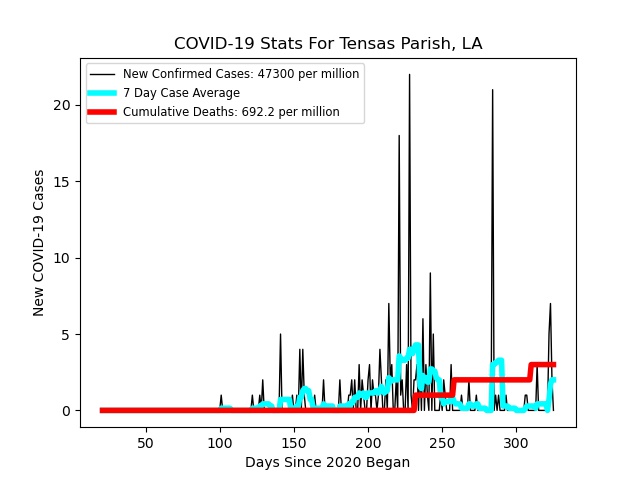 COVID-19 Stats For Tensas Parish, LA
New Confirmed Cases: 47300 per million
7 Day Case Average
Cumulative Deaths: 692.2 per million
New COVID-19 Cases
20
15
10
5
0
50 100 150 200 250 300
Days Since 2020 Began